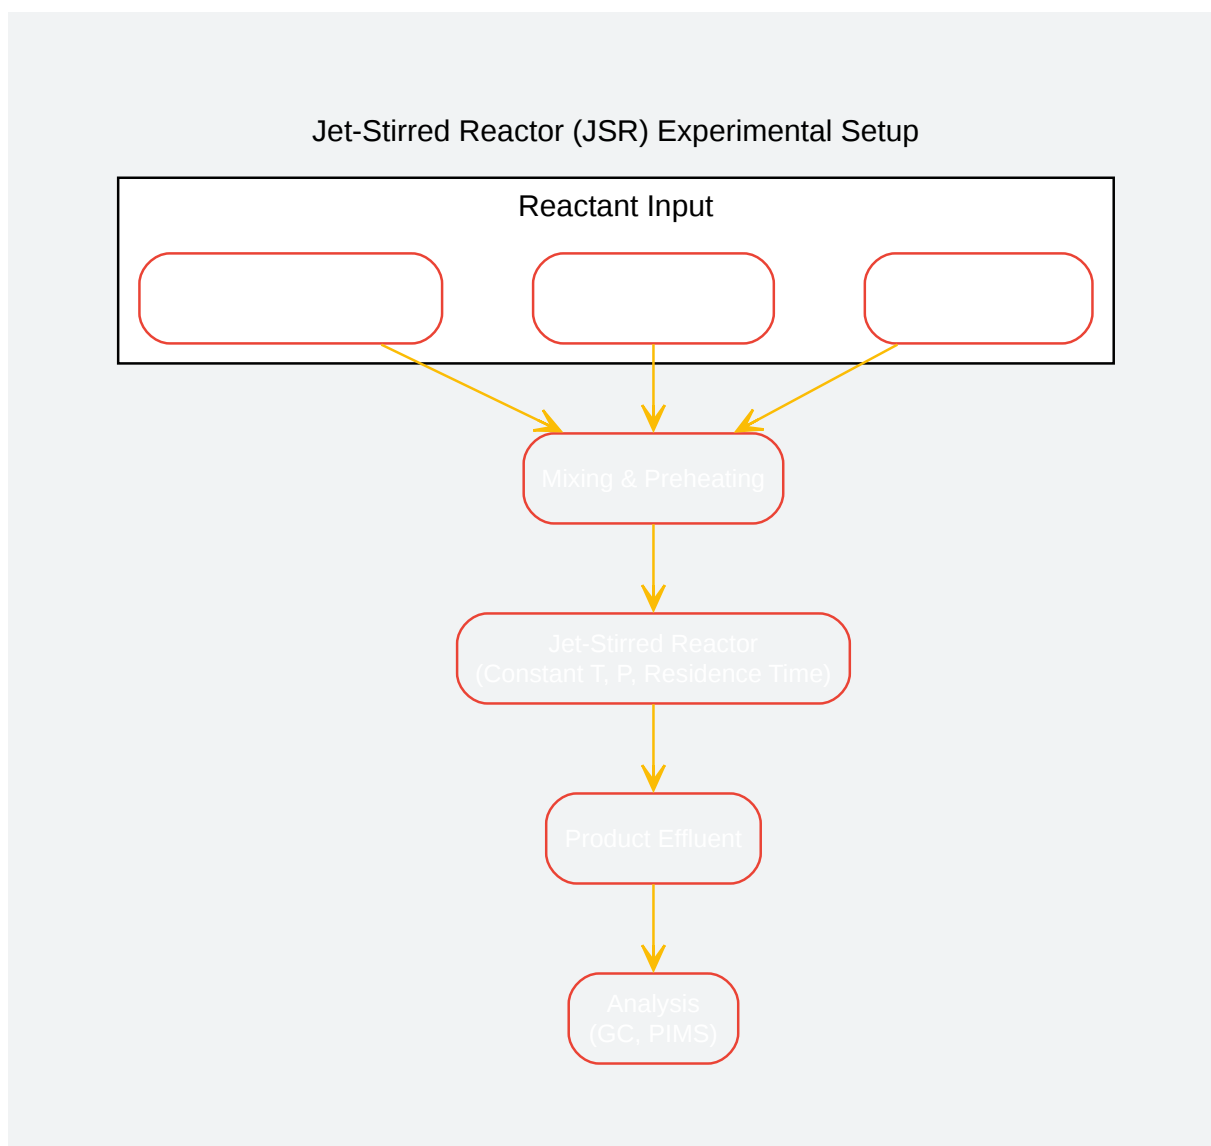 Jet-Stirred Reactor (JSR) Experimental Setup
Reactant Input
Mixing & Preheating
Jet-Stirred Reactor
(Constant T, P, Residence Time)
Product Effluent
Analysis
(GC, PIMS)